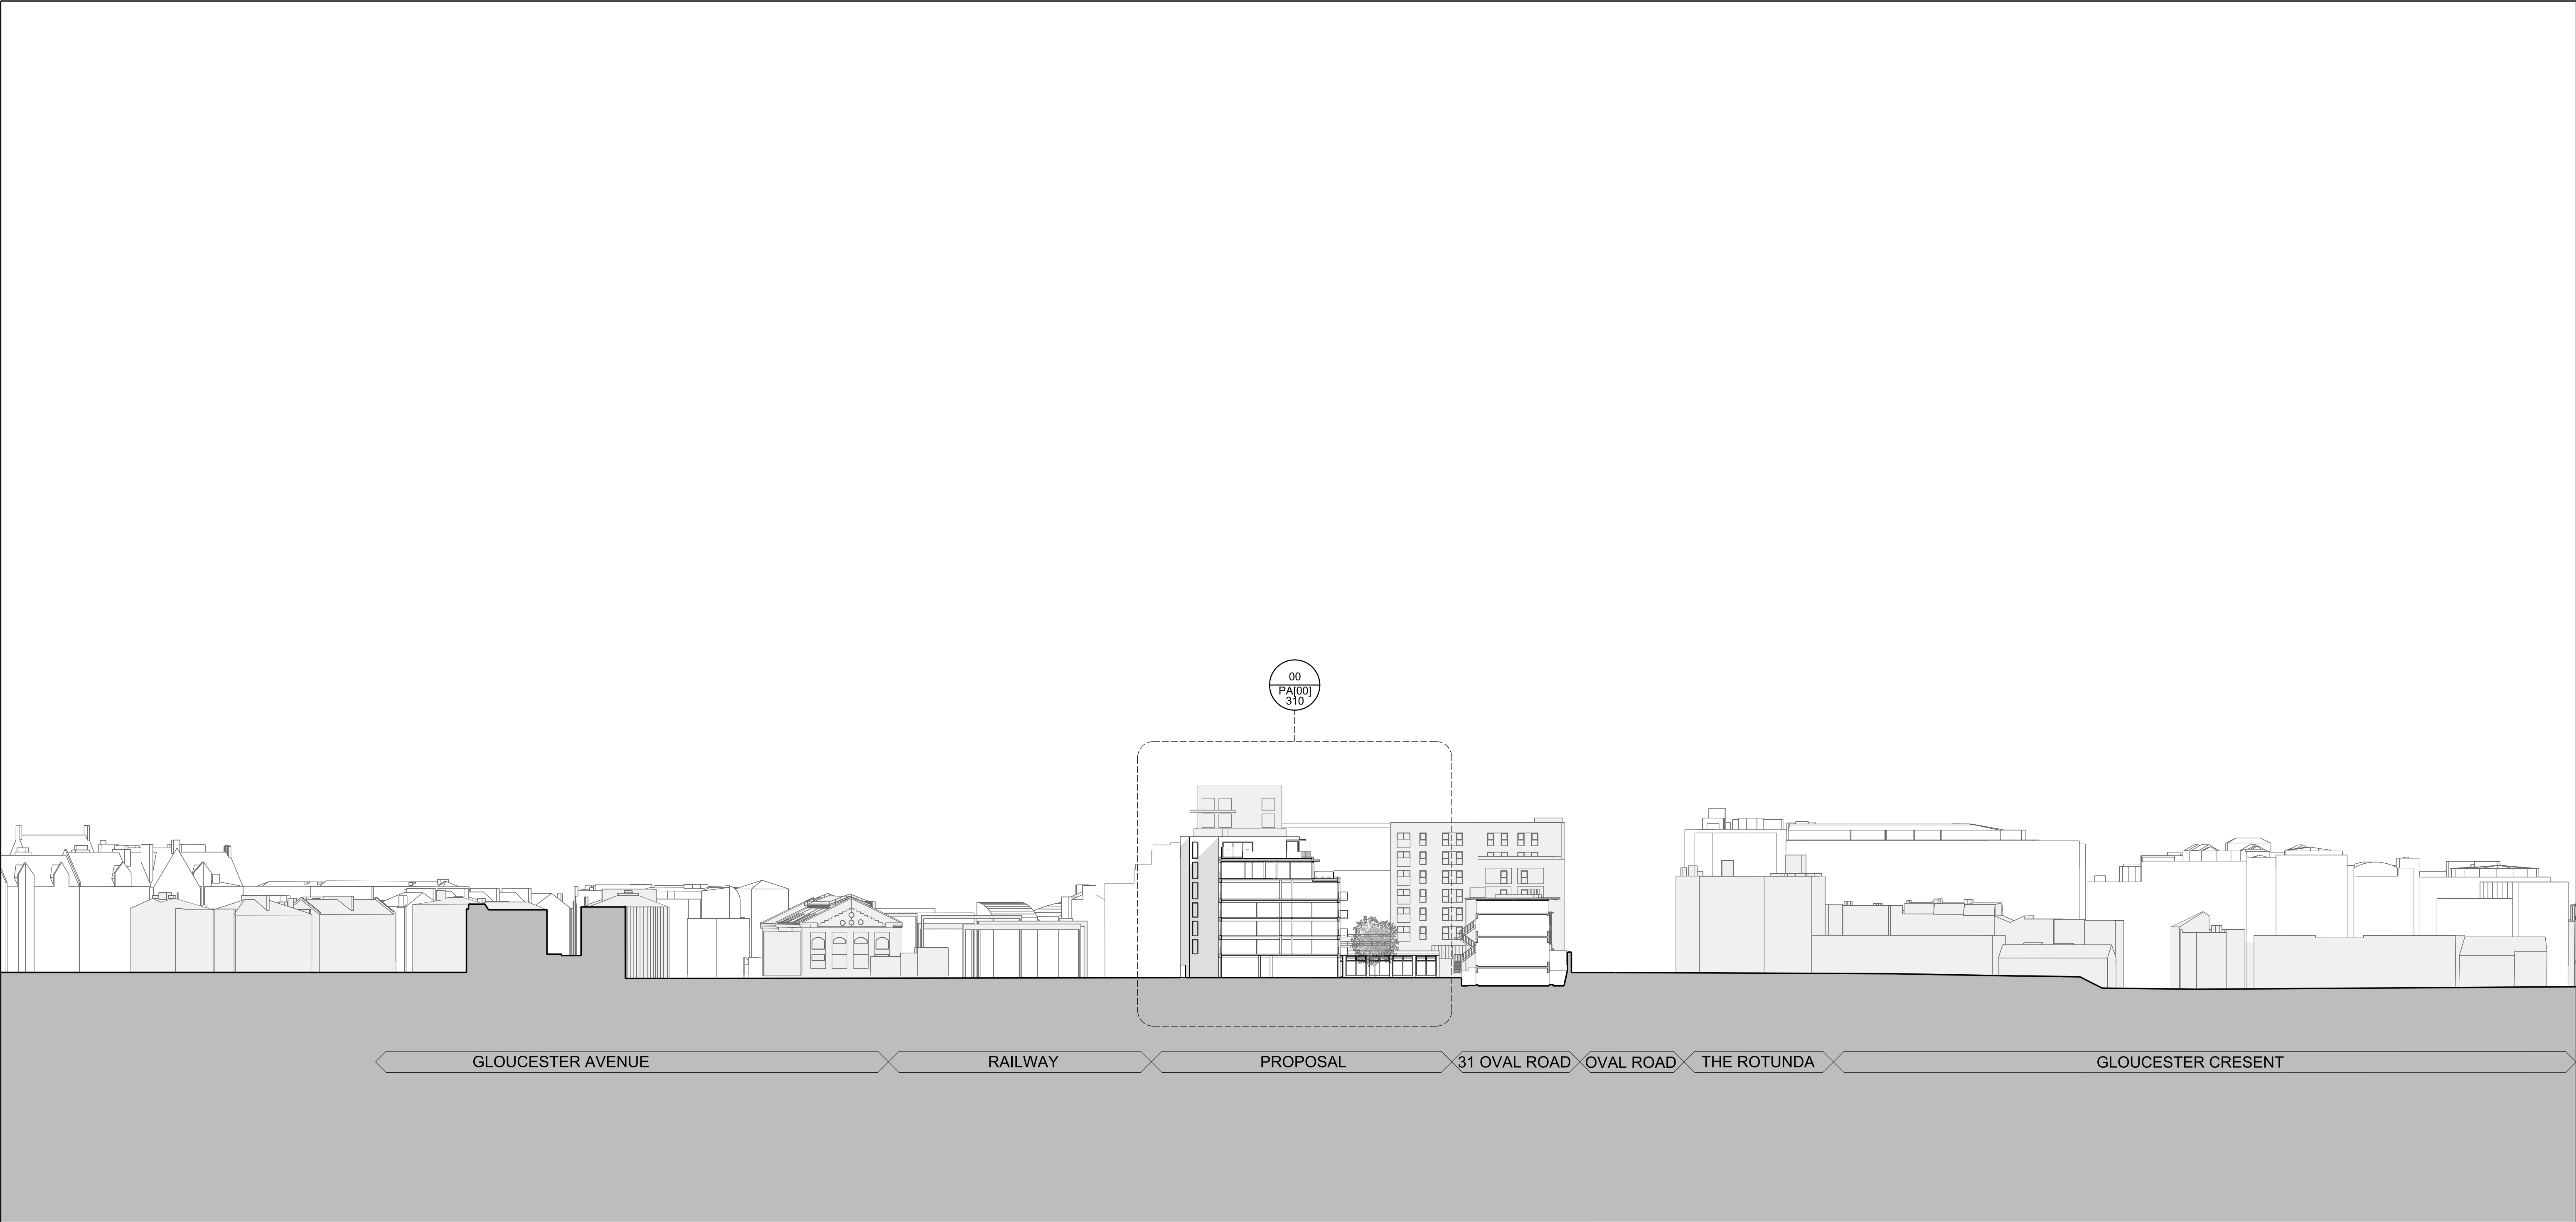 00
PA[00]
310
GLOUCESTER AVENUE
RAILWAY
PROPOSAL
31 OVAL ROAD
OVAL ROAD
THE ROTUNDA
GLOUCESTER CRESENT